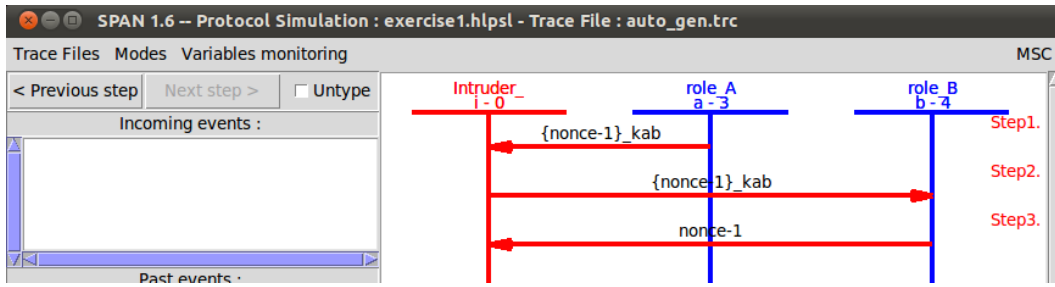 SPAN 1.6 -- Protocol Simulation : exercise1.hlpsl - Trace File : auto_gen.trc
Trace Files Modes Variables monitoring MSC
< Previous step Next step > Untype
Incoming events :
Past events :
Intruder_ role_A role_B
i - 0 a - 3 b - 4
Step1.
{nonce-1}_kab
Step2.
{nonce-1}_kab
Step3.
nonce-1